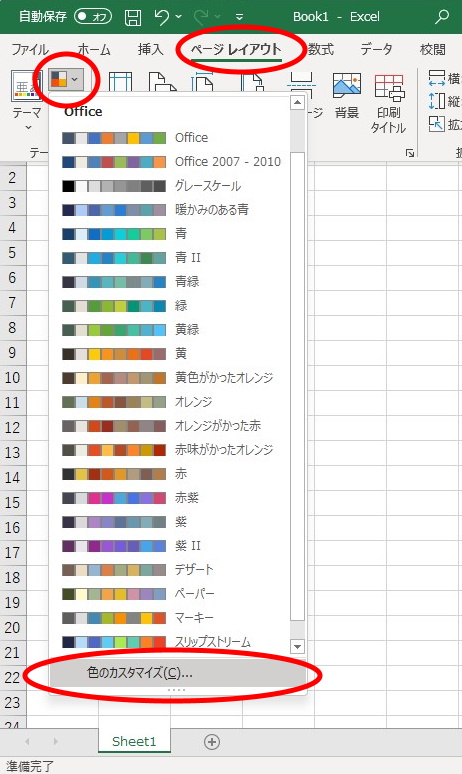 自動保存 オフ Book1 - Excel
ファイル ホーム 挿入 ページ レイアウト 数式 データ 校閲
亜 テーマ ージ 背景 印刷タイトル 横 縦 拡
テー
Office
Office
Office 2007 - 2010
グレースケール
暖かみのある青
青
青 II
青緑
緑
黄緑
黄
黄色がかったオレンジ
オレンジ
オレンジがかった赤
赤味がかったオレンジ
赤
赤紫
紫
紫 II
デザート
ペーパー
マーキー
スリップストリーム
色のカスタマイズ(C)...
2
3
4
5
6
7
8
9
10
11
12
13
14
15
16
17
18
19
20
21
22
23
24
Sheet1
準備完了